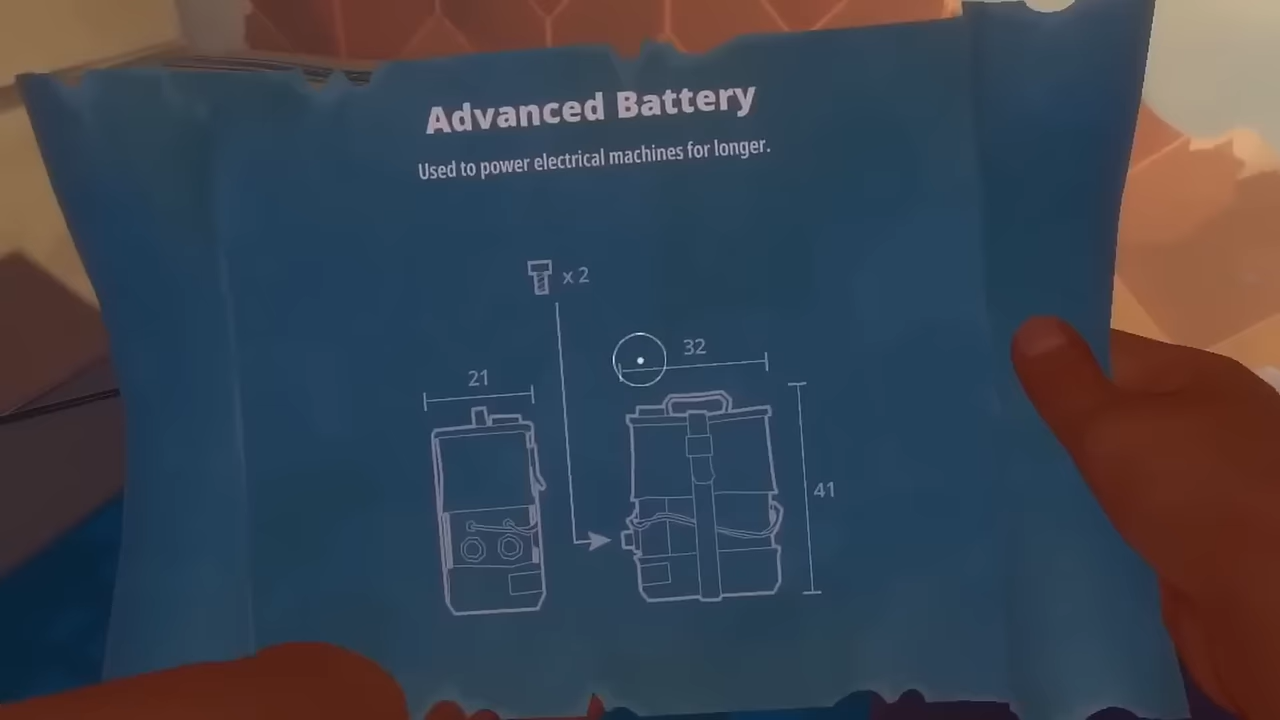 Advanced Battery
Used to power electrical machines for longer.
x 2
32
21
41